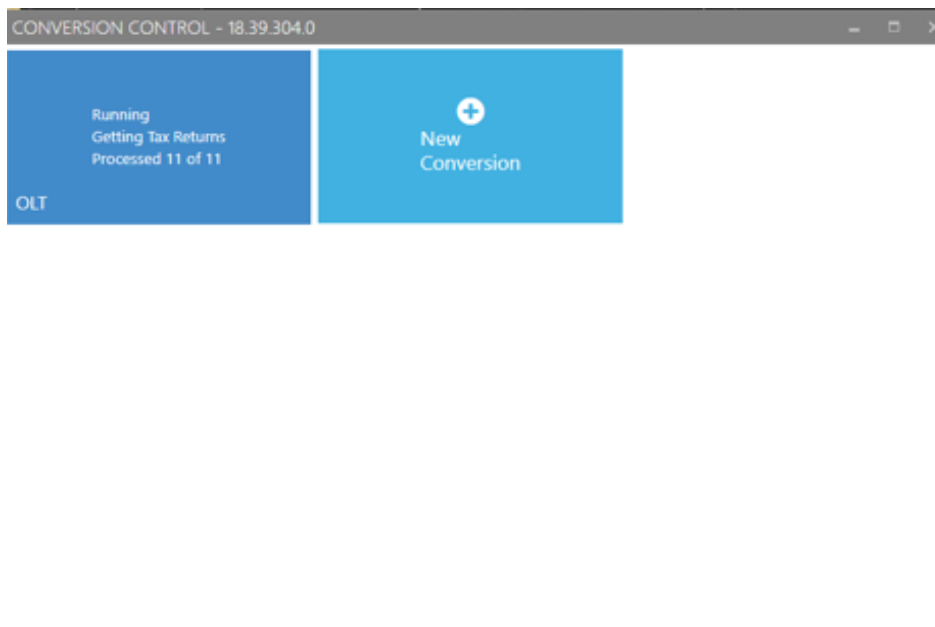 CONVERSION CONTROL - 18.39.304.0
Running
Getting Tax Returns
Processed 11 of 11
OLT
New
Conversion